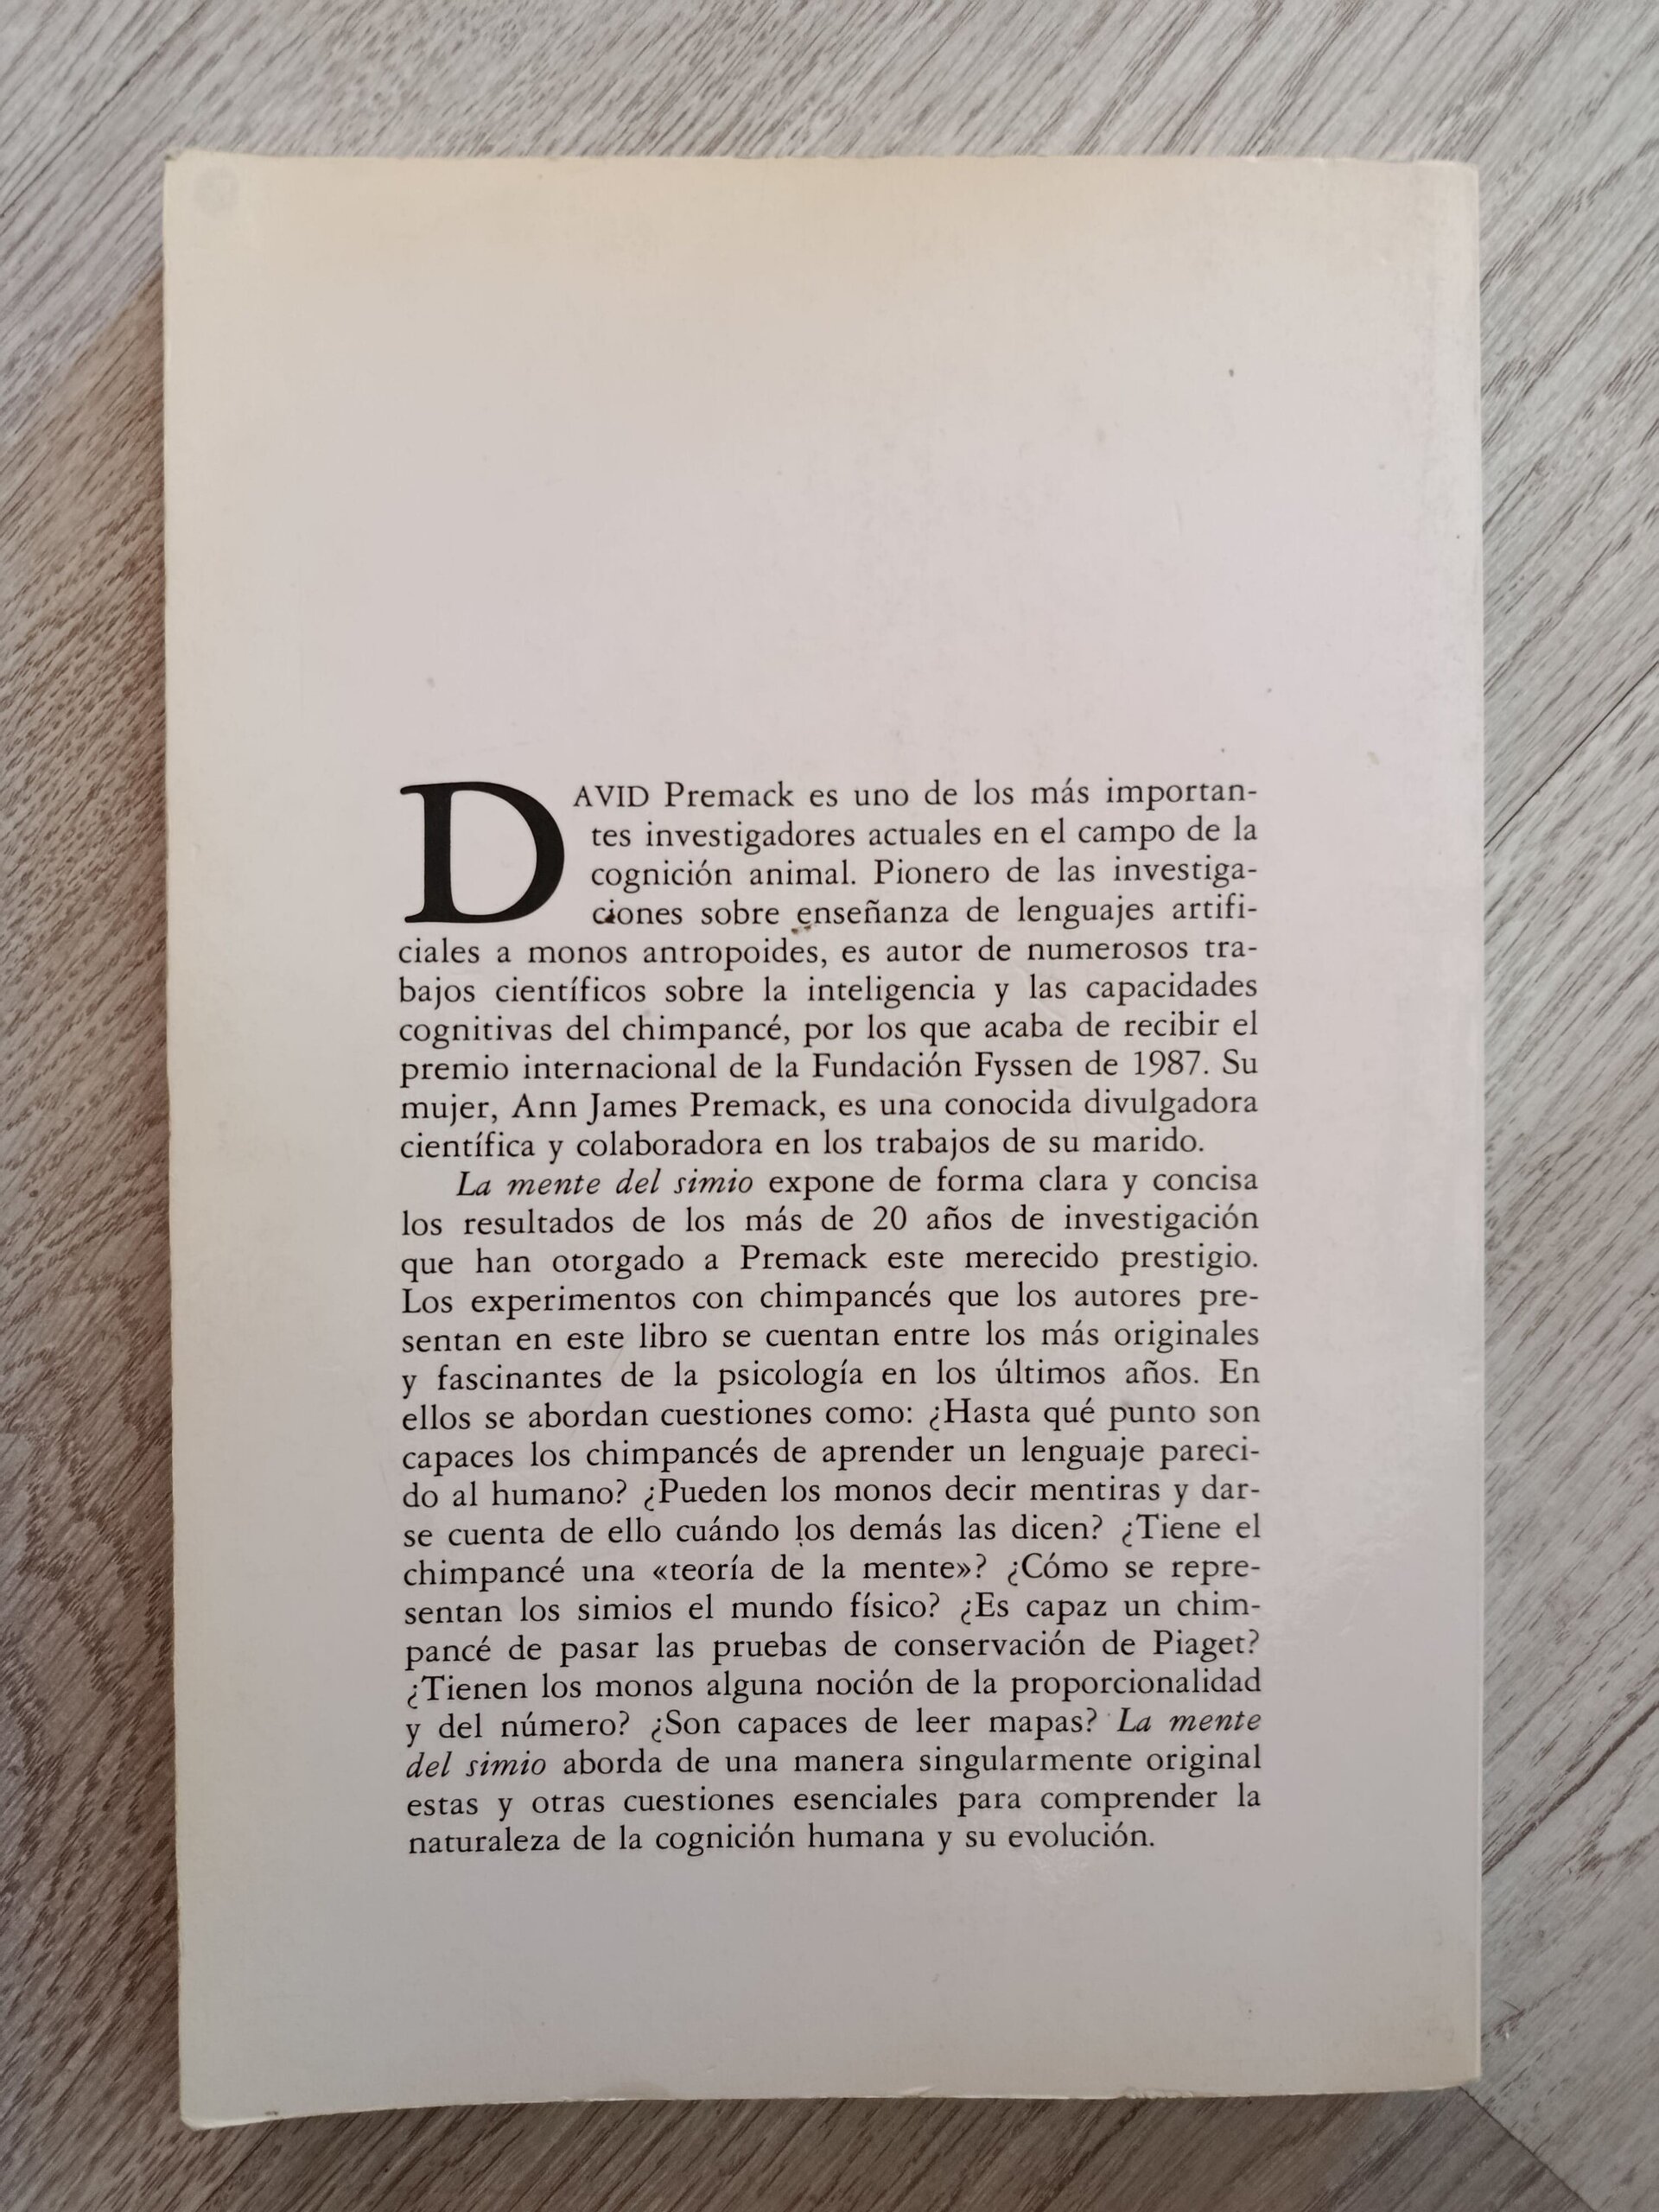 DAVID Premack es uno de los más importan-
tes investigadores actuales en el campo de la
cognición animal. Pionero de las investiga-
ciones sobre enseñanza de lenguajes artifi-
ciales a monos antropoides, es autor de numerosos tra-
bajos científicos sobre la inteligencia y las capacidades
cognitivas del chimpancé, por los que acaba de recibir el
premio internacional de la Fundación Fyssen de 1987. Su
mujer, Ann James Premack, es una conocida divulgadora
científica y colaboradora en los trabajos de su marido.
La mente del simio expone de forma clara y concisa
los resultados de los más de 20 años de investigación
que han otorgado a Premack este merecido prestigio.
Los experimentos con chimpancés que los autores pre-
sentan en este libro se cuentan entre los más originales
y fascinantes de la psicología en los últimos años. En
ellos se abordan cuestiones como: ¿Hasta qué punto son
capaces los chimpancés de aprender un lenguaje pareci-
do al humano? ¿Pueden los monos decir mentiras y dar-
se cuenta de ello cuándo los demás las dicen? ¿Tiene el
chimpancé una «teoría de la mente»? ¿Cómo se repre-
sentan los simios el mundo físico? ¿Es capaz un chim-
pancé de pasar las pruebas de conservación de Piaget?
¿Tienen los monos alguna noción de la proporcionalidad
y del número? ¿Son capaces de leer mapas? La mente
del simio aborda de una manera singularmente original
estas y otras cuestiones esenciales para comprender la
naturaleza de la cognición humana y su evolución.